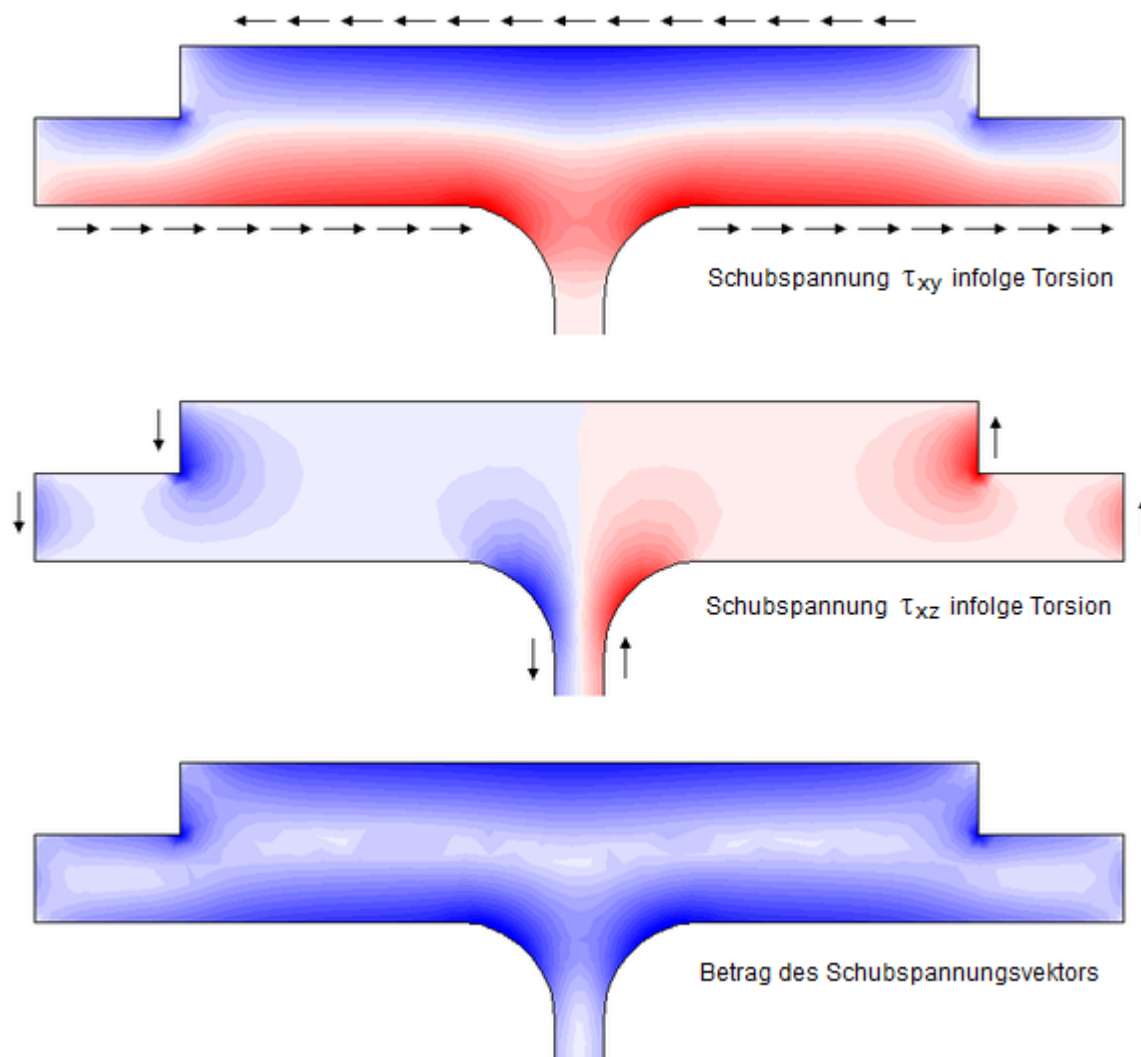 Schubspannung τxy infolge Torsion
Schubspannung τxz infolge Torsion
Betrag des Schubspannungsvektors